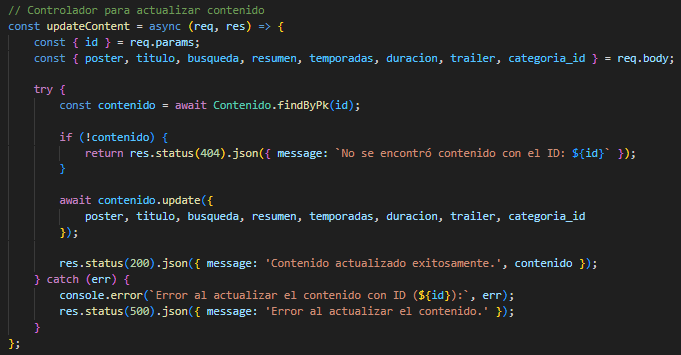 // Controlador para actualizar contenido
const updateContent = async (req, res) => {
    const { id } = req.params;
    const { poster, titulo, busqueda, resumen, temporadas, duracion, trailer, categoria_id } = req.body;

    try {
        const contenido = await Contenido.findByPk(id);

        if (!contenido) {
            return res.status(404).json({ message: `No se encontró contenido con el ID: ${id}` });
        }

        await contenido.update({
            poster, titulo, busqueda, resumen, temporadas, duracion, trailer, categoria_id
        });

        res.status(200).json({ message: 'Contenido actualizado exitosamente.', contenido });
    } catch (err) {
        console.error(`Error al actualizar el contenido con ID (${id}):`, err);
        res.status(500).json({ message: 'Error al actualizar el contenido.' });
    }
};